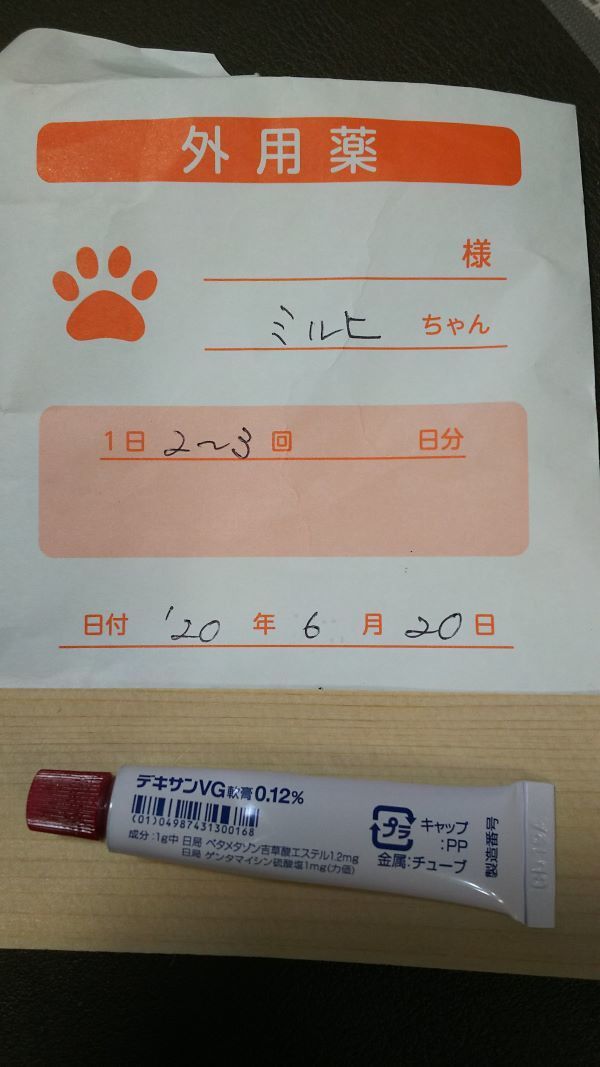 外用薬
様
ミルヒ ちゃん
1日 2〜3 回 日分
日付 '20 年 6 月 20 日
デキサンVG軟膏0.12%
(01)04987431300168
成分:1g中 日局 ベタメタゾン吉草酸エステル1.2mg
日局 ゲンタマイシン硫酸塩1mg(力価)
プラ
キャップ
:PP
金属:チューブ
製造番号